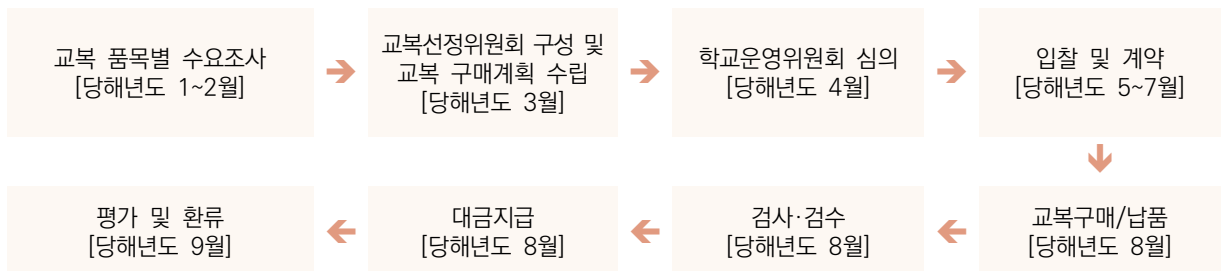 교복 품목별 수요조사
[당해년도 1~2월]
교복선정위원회 구성 및
교복 구매계획 수립
[당해년도 3월]
학교운영위원회 심의
[당해년도 4월]
입찰 및 계약
[당해년도 5~7월]
교복구매/납품
[당해년도 8월]
검사·검수
[당해년도 8월]
대금지급
[당해년도 8월]
평가 및 환류
[당해년도 9월]